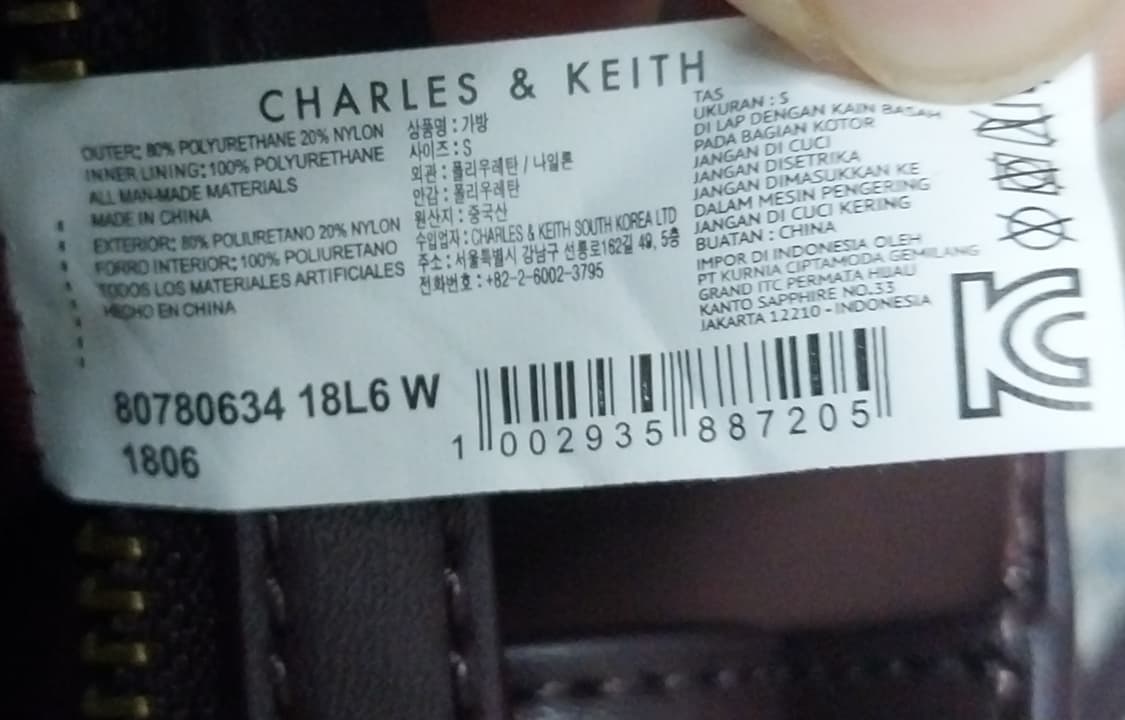 CHARLES & KEITH
OUTER: 80% POLYURETHANE 20% NYLON
INNER LINING: 100% POLYURETHANE
ALL MAN-MADE MATERIALS
MADE IN CHINA
EXTERIOR: 80% POLIURETANO 20% NYLON
FORRO INTERIOR: 100% POLIURETANO
TODOS LOS MATERIALES ARTIFICIALES
HECHO EN CHINA
상품명 : 가방
사이즈 : S
외관 : 폴리우레탄 / 나일론
안감 : 폴리우레탄
원산지 : 중국산
수입업자 : CHARLES & KEITH SOUTH KOREA LTD
주소 : 서울특별시 강남구 선릉로162길 49, 5층
전화번호 : +82-2-6002-3795
TAS
UKURAN : S
DI LAP DENGAN KAIN BASAH
PADA BAGIAN KOTOR
JANGAN DI CUCI
JANGAN DISETRIKA
JANGAN DIMASUKKAN KE
DALAM MESIN PENGERING
JANGAN DI CUCI KERING
BUATAN : CHINA
IMPOR DI INDONESIA OLEH
PT KURNIA CIPTAMODA GEMILANG
GRAND ITC PERMATA HIJAU
KANTO SAPPHIRE NO.33
JAKARTA 12210 - INDONESIA
80780634 18L6 W
1806
1 002935 887205
KC